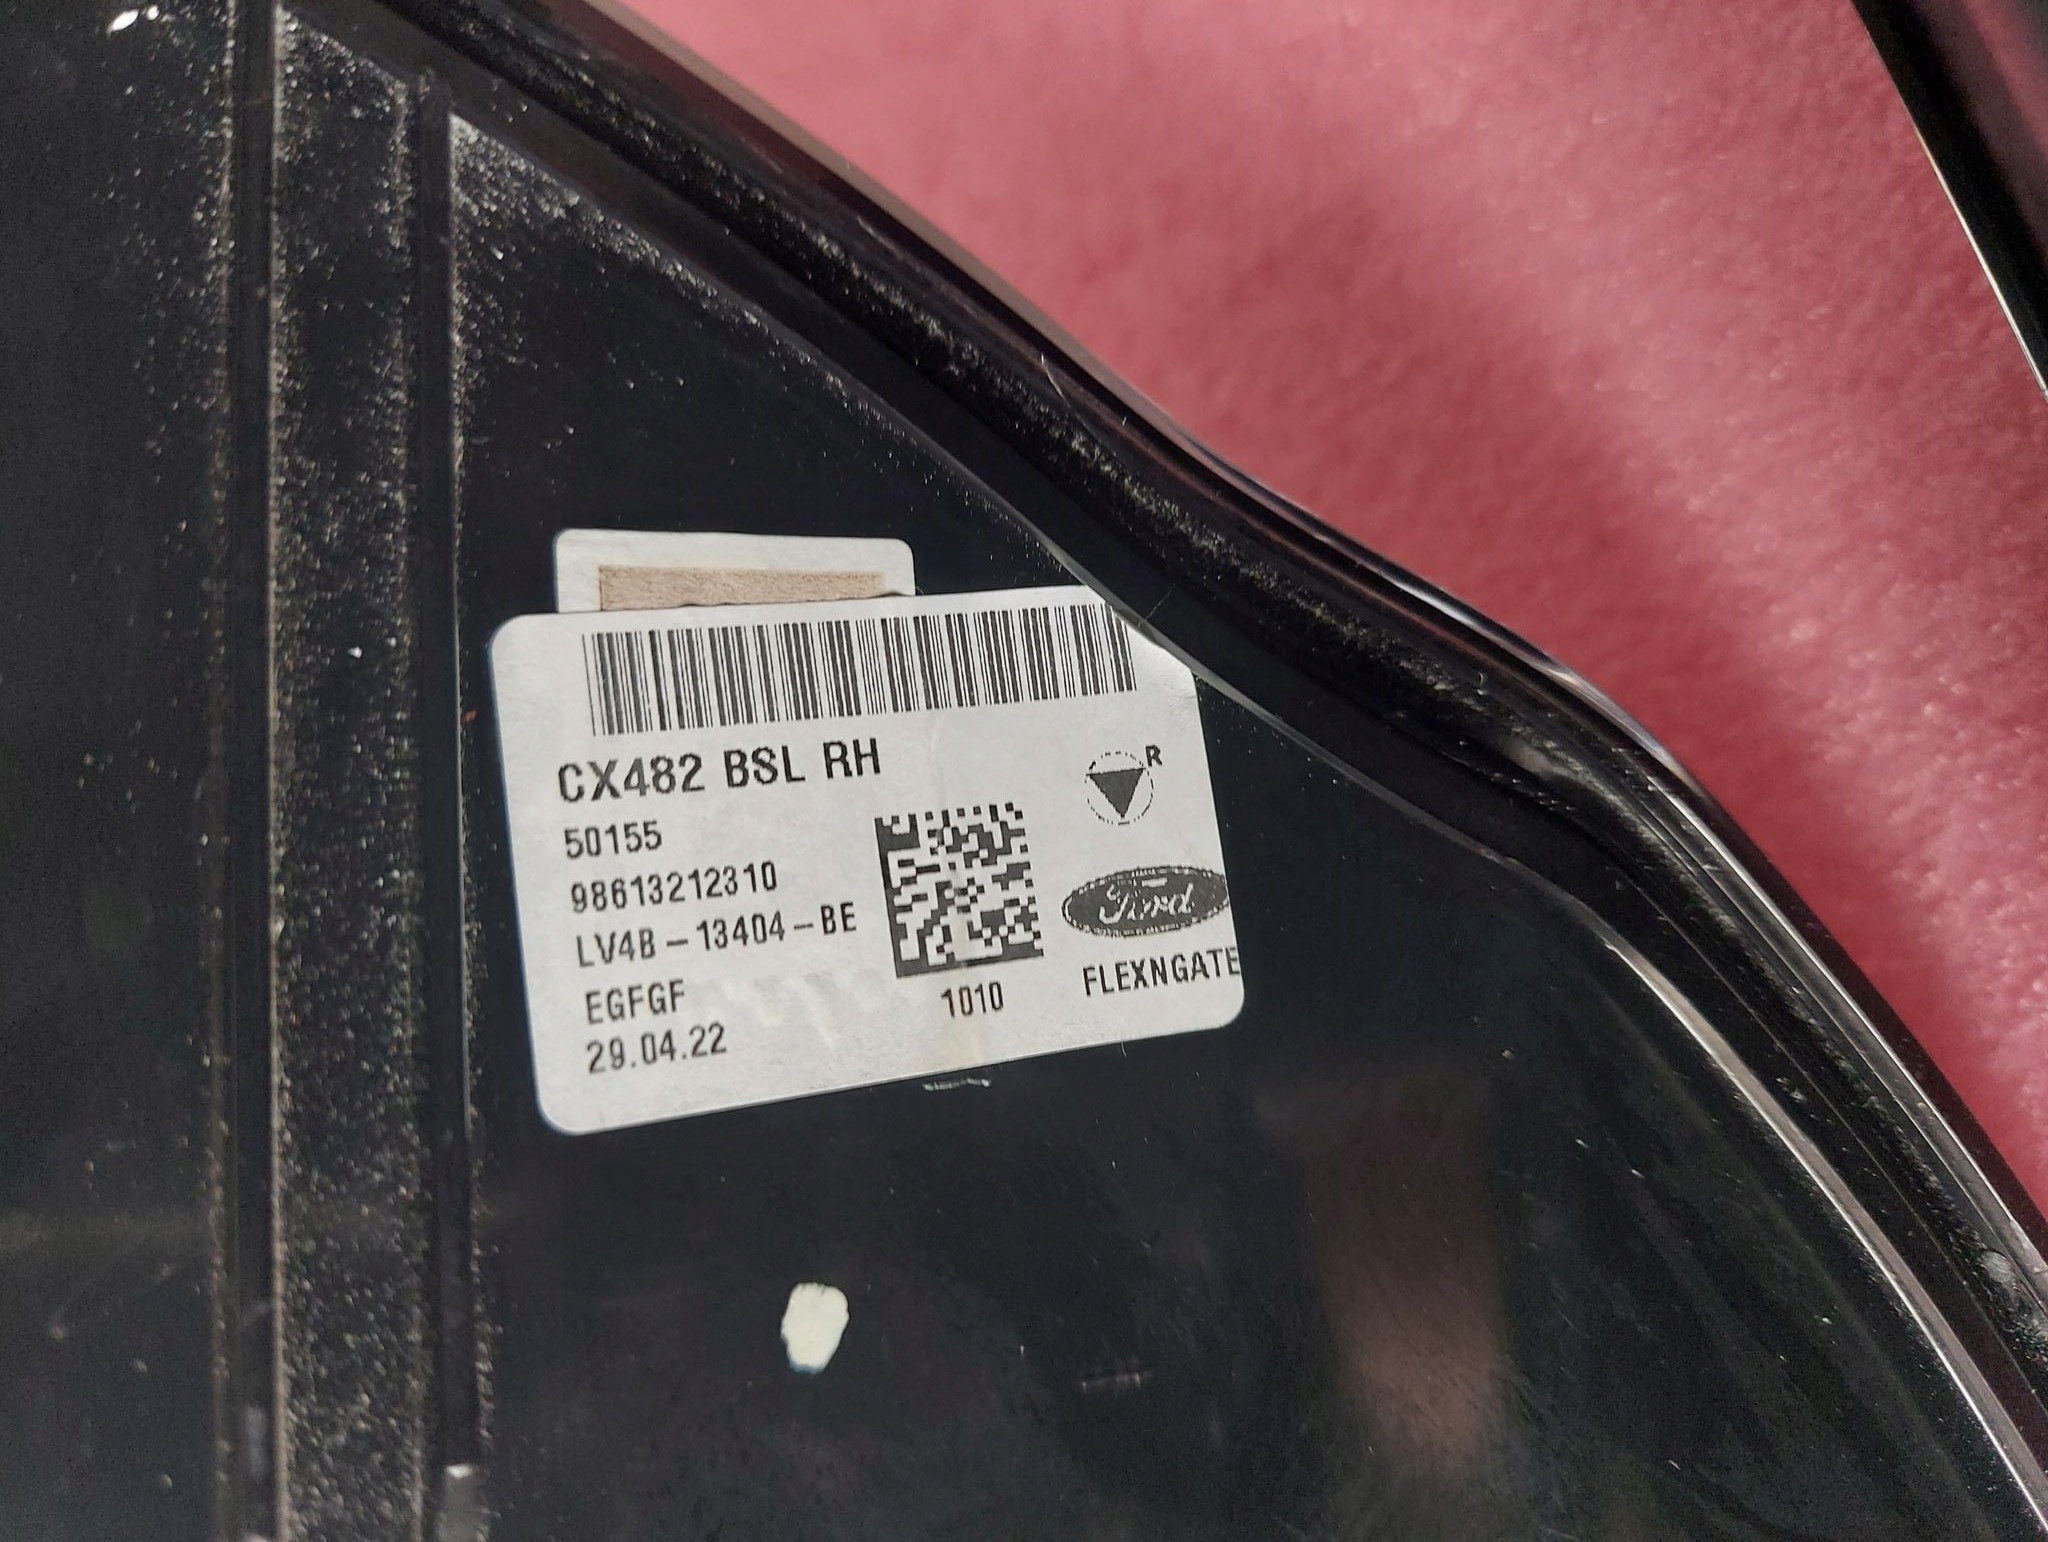 CX482 BSL RH
R
50155
98613212310
LV4B-13404-BE
Ford
EGFGF
1010
FLEXNGATE
29.04.22